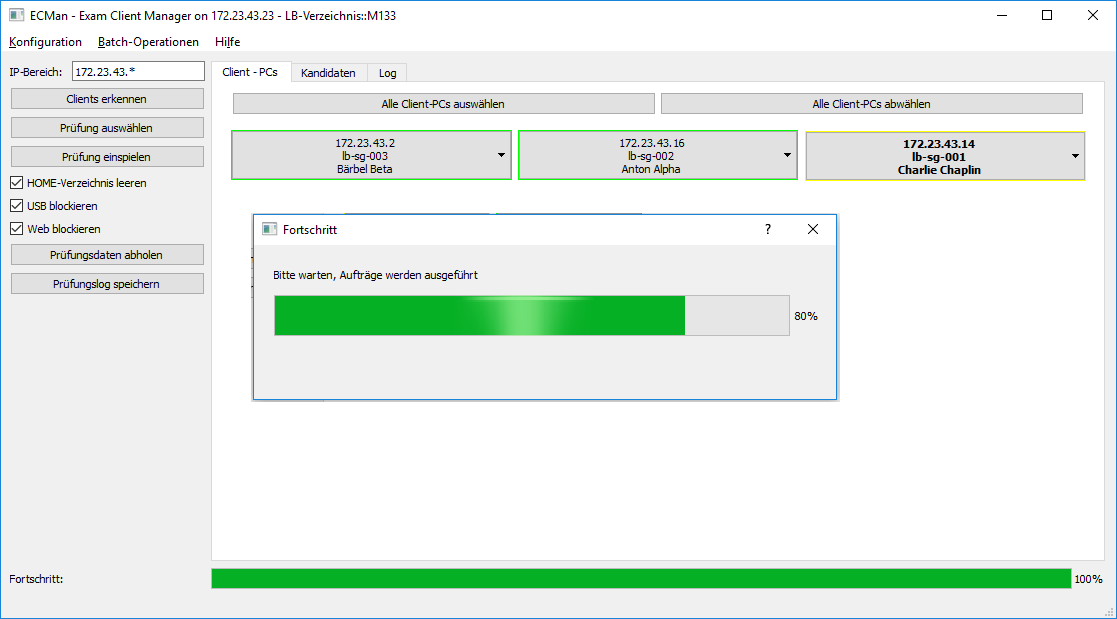 ECMan - Exam Client Manager on 172.23.43.23 - LB-Verzeichnis::M133
Konfiguration Batch-Operationen Hilfe
IP-Bereich: 172.23.43.*
Clients erkennen
Prüfung auswählen
Prüfung einspielen
HOME-Verzeichnis leeren
USB blockieren
Web blockieren
Prüfungsdaten abholen
Prüfungslog speichern
Client - PCs Kandidaten Log
Alle Client-PCs auswählen Alle Client-PCs abwählen
172.23.43.2
lb-sg-003
Bärbel Beta
172.23.43.16
lb-sg-002
Anton Alpha
172.23.43.14
lb-sg-001
Charlie Chaplin
Fortschritt ?
Bitte warten, Aufträge werden ausgeführt
80%
Fortschritt: 100%